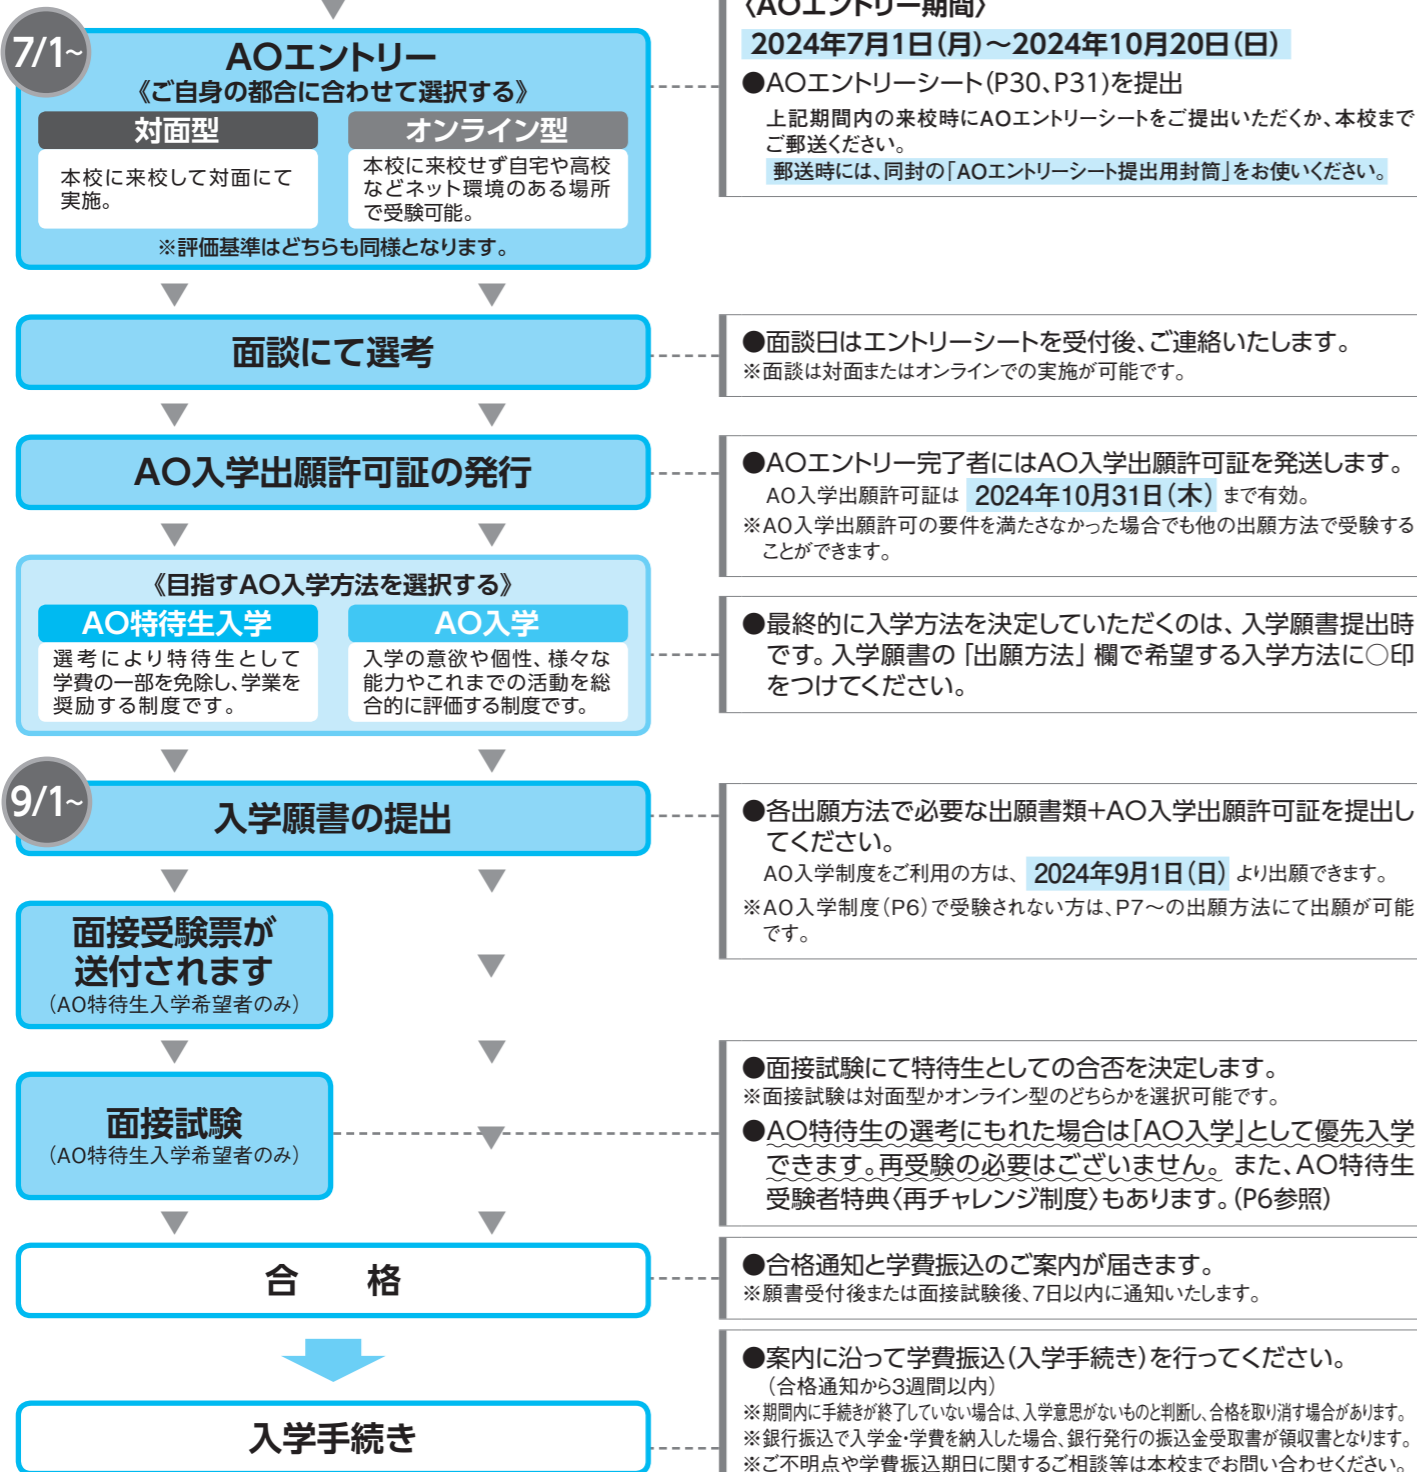 7/1~
AOエントリー
《ご自身の都合に合わせて選択する》
対面型
本校に来校して対面にて
実施。
オンライン型
本校に来校せず自宅や高校
などネット環境のある場所
で受験可能。
※評価基準はどちらも同様となります。
〈AOエントリー期間〉
2024年7月1日(月)～2024年10月20日(日)
●AOエントリーシート(P30、P31)を提出
上記期間内の来校時にAOエントリーシートをご提出いただくか、本校まで
ご郵送ください。
郵送時には、同封の「AOエントリーシート提出用封筒」をお使いください。
面談にて選考
●面談日はエントリーシートを受付後、ご連絡いたします。
※面談は対面またはオンラインでの実施が可能です。
AO入学出願許可証の発行
●AOエントリー完了者にはAO入学出願許可証を発送します。
AO入学出願許可証は 2024年10月31日(木) まで有効。
※AO入学出願許可の要件を満たさなかった場合でも他の出願方法で受験する
ことができます。
《目指すAO入学方法を選択する》
AO特待生入学
選考により特待生として
学費の一部を免除し、学業を
奨励する制度です。
AO入学
入学の意欲や個性、様々な
能力やこれまでの活動を総
合的に評価する制度です。
●最終的に入学方法を決定していただくのは、入学願書提出時
です。入学願書の「出願方法」欄で希望する入学方法に○印
をつけてください。
9/1~
入学願書の提出
●各出願方法で必要な出願書類+AO入学出願許可証を提出し
てください。
AO入学制度をご利用の方は、 2024年9月1日(日) より出願できます。
※AO入学制度(P6)で受験されない方は、P7～の出願方法にて出願が可能
です。
面接受験票が
送付されます
(AO特待生入学希望者のみ)
面接試験
(AO特待生入学希望者のみ)
●面接試験にて特待生としての合否を決定します。
※面接試験は対面型かオンライン型のどちらかを選択可能です。
●AO特待生の選考にもれた場合は「AO入学」として優先入学
できます。再受験の必要はございません。また、AO特待生
受験者特典〈再チャレンジ制度〉もあります。(P6参照)
合 格
●合格通知と学費振込のご案内が届きます。
※願書受付後または面接試験後、7日以内に通知いたします。
入学手続き
●案内に沿って学費振込(入学手続き)を行ってください。
(合格通知から3週間以内)
※期間内に手続きが終了していない場合は、入学意思がないものと判断し、合格を取り消す場合があります。
※銀行振込で入学金・学費を納入した場合、銀行発行の振込金受取書が領収書となります。
※ご不明点や学費振込期日に関するご相談等は本校までお問い合わせください。